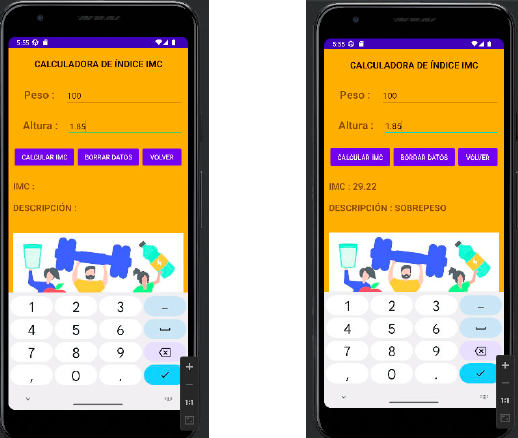 5:55
CALCULADORA DE ÍNDICE IMC
Peso : 100
Altura : 1.85
CALCULAR IMC BORRAR DATOS VOLVER
IMC :
DESCRIPCIÓN :
1 2 3 –
4 5 6
7 8 9
, 0 .
1:1
5:55
CALCULADORA DE ÍNDICE IMC
Peso : 100
Altura : 1.85
CALCULAR IMC BORRAR DATOS VOLVER
IMC : 29.22
DESCRIPCIÓN : SOBREPESO
1 2 3 –
4 5 6
7 8 9
, 0 .
1:1